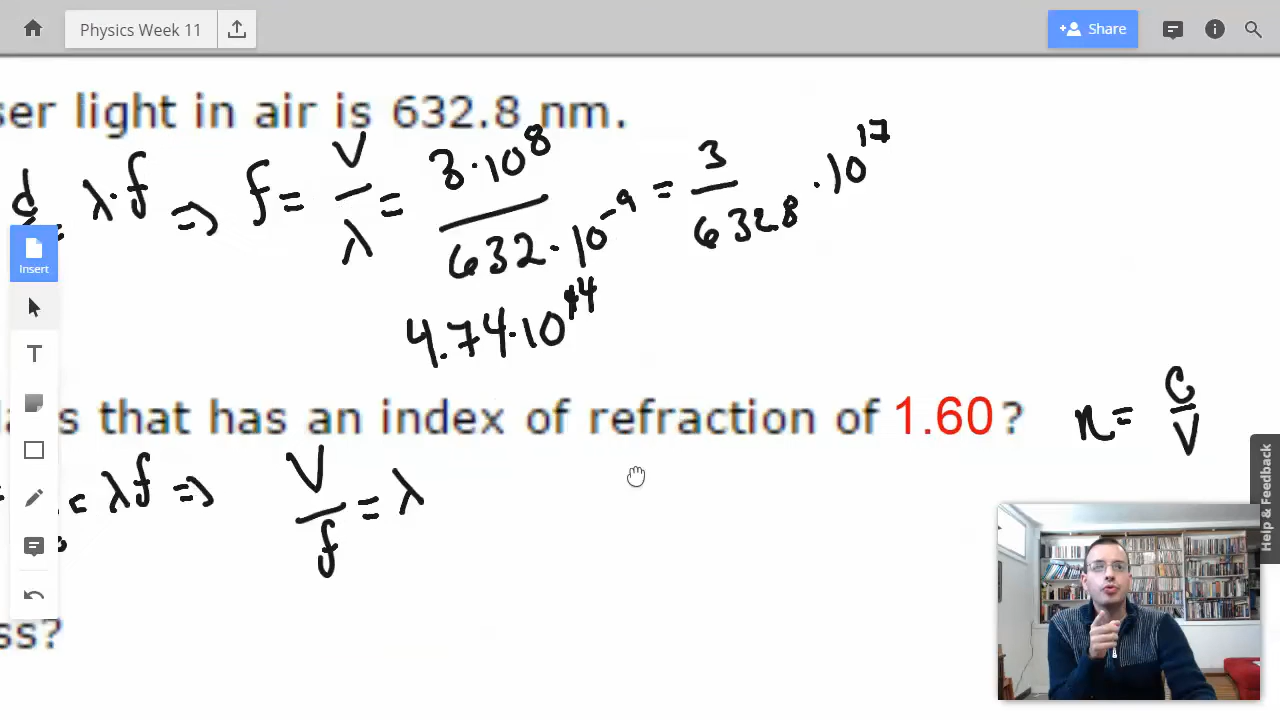 Physics Week 11
Share
ser light in air is 632.8 nm.
λ·f => f = V/λ = 3·10^8/632·10^-9 = 3/6328 ·10^17
Insert
4.74·10^14
that has an index of refraction of 1.60? n = C/V
= λf => V/f = λ
ss?
Help & Feedback